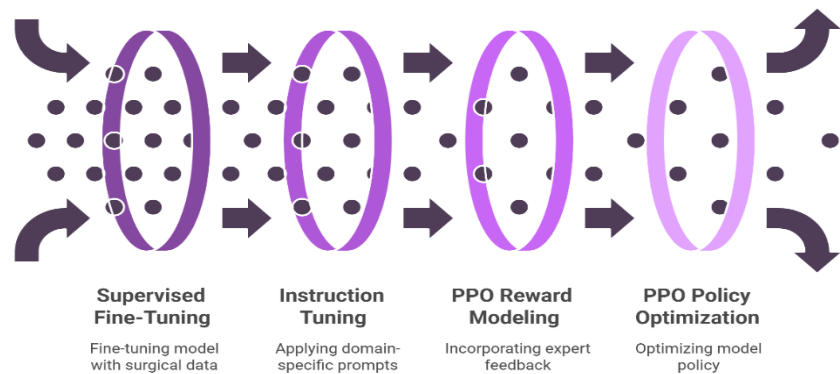 Supervised
Fine-Tuning
Fine-tuning model
with surgical data
Instruction
Tuning
Applying domain-
specific prompts
PPO Reward
Modeling
Incorporating expert
feedback
PPO Policy
Optimization
Optimizing model
policy